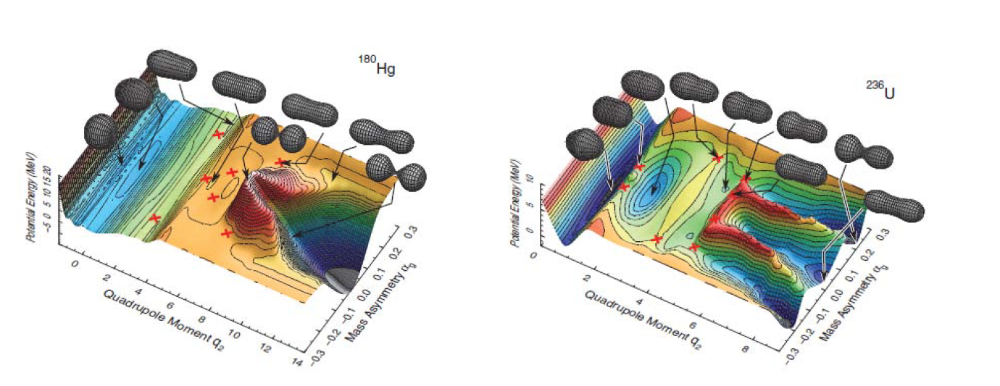 180Hg
Potential Energy (MeV)
-5 0 5 10 15 20
0 2 4 6 8 10 12 14
Quadrupole Moment q2
-0.3 -0.2 -0.1 0.0 0.1 0.2 0.3
Mass Asymmetry αg
236U
Potential Energy (MeV)
0 5 10
0 2 4 6 8
Quadrupole Moment q2
-0.3 -0.2 -0.1 0.0 0.1 0.2 0.3
Mass Asymmetry αg